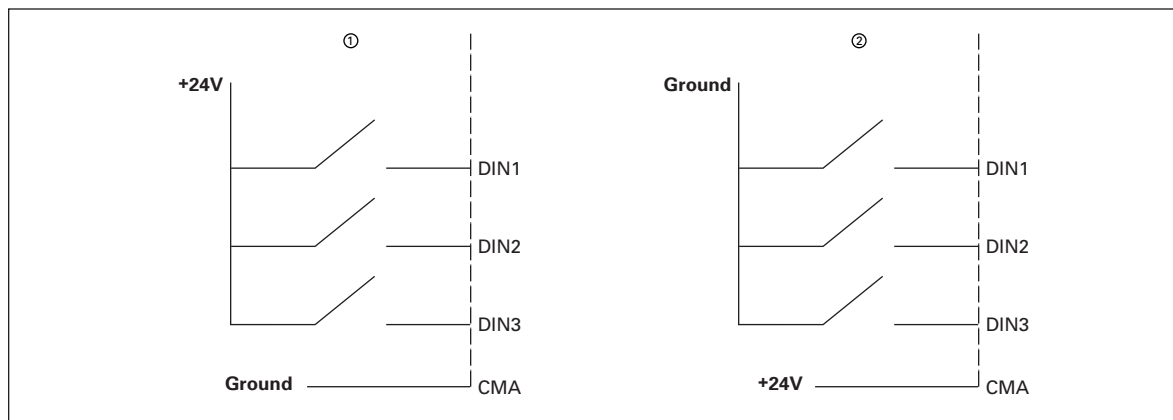 ①
+24V
DIN1
DIN2
DIN3
Ground
CMA
②
Ground
DIN1
DIN2
DIN3
+24V
CMA